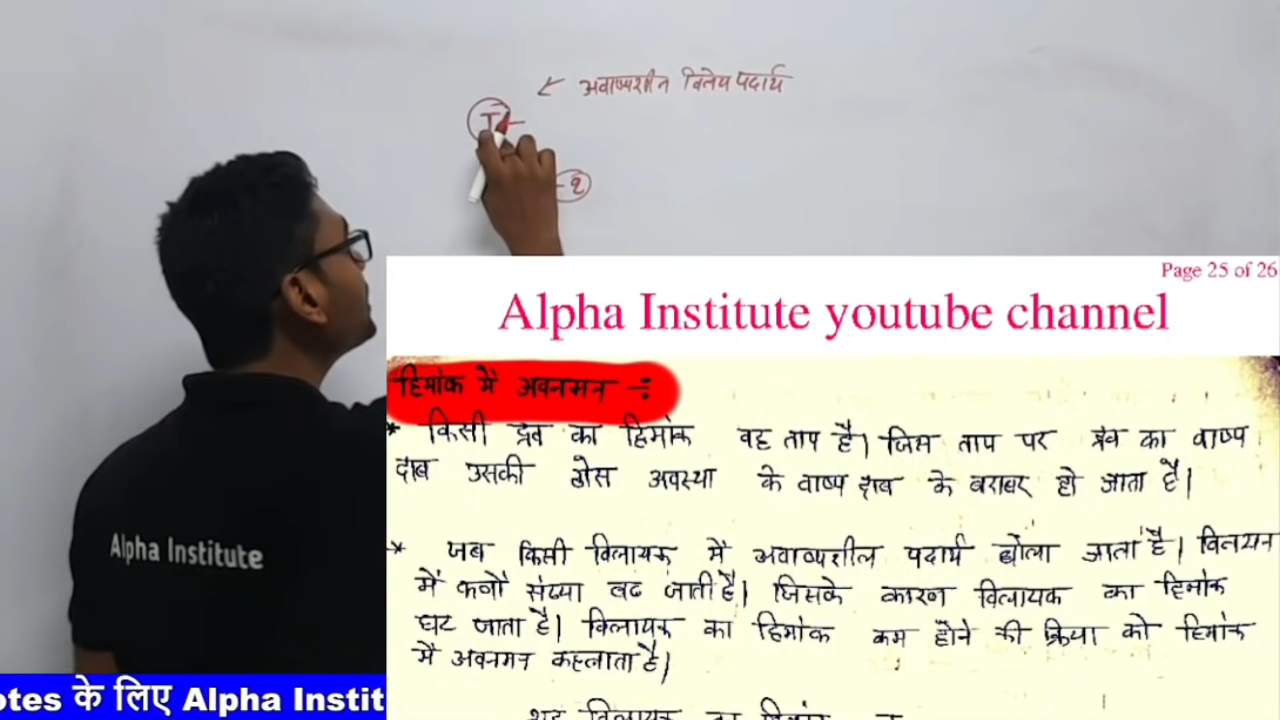 ← अवाष्पशील विलेय पदार्थ
T
-2
Page 25 of 26
Alpha Institute youtube channel
हिमांक में अवनमन ÷
* किसी द्रव का हिमांक वह ताप है। जिस ताप पर द्रव का वाष्प
दाब उसकी ठोस अवस्था के वाष्प दाब के बराबर हो जाता है।
* जब किसी विलायक में अवाष्पशील पदार्थ घोला जाता है। विलयन
में कणों संख्या बढ जाती है। जिसके कारण विलायक का हिमांक
घट जाता है। विलायक का हिमांक कम होने की क्रिया को हिमांक
में अवनमन कहलाता है।
Alpha Institute
otes के लिए Alpha Instit